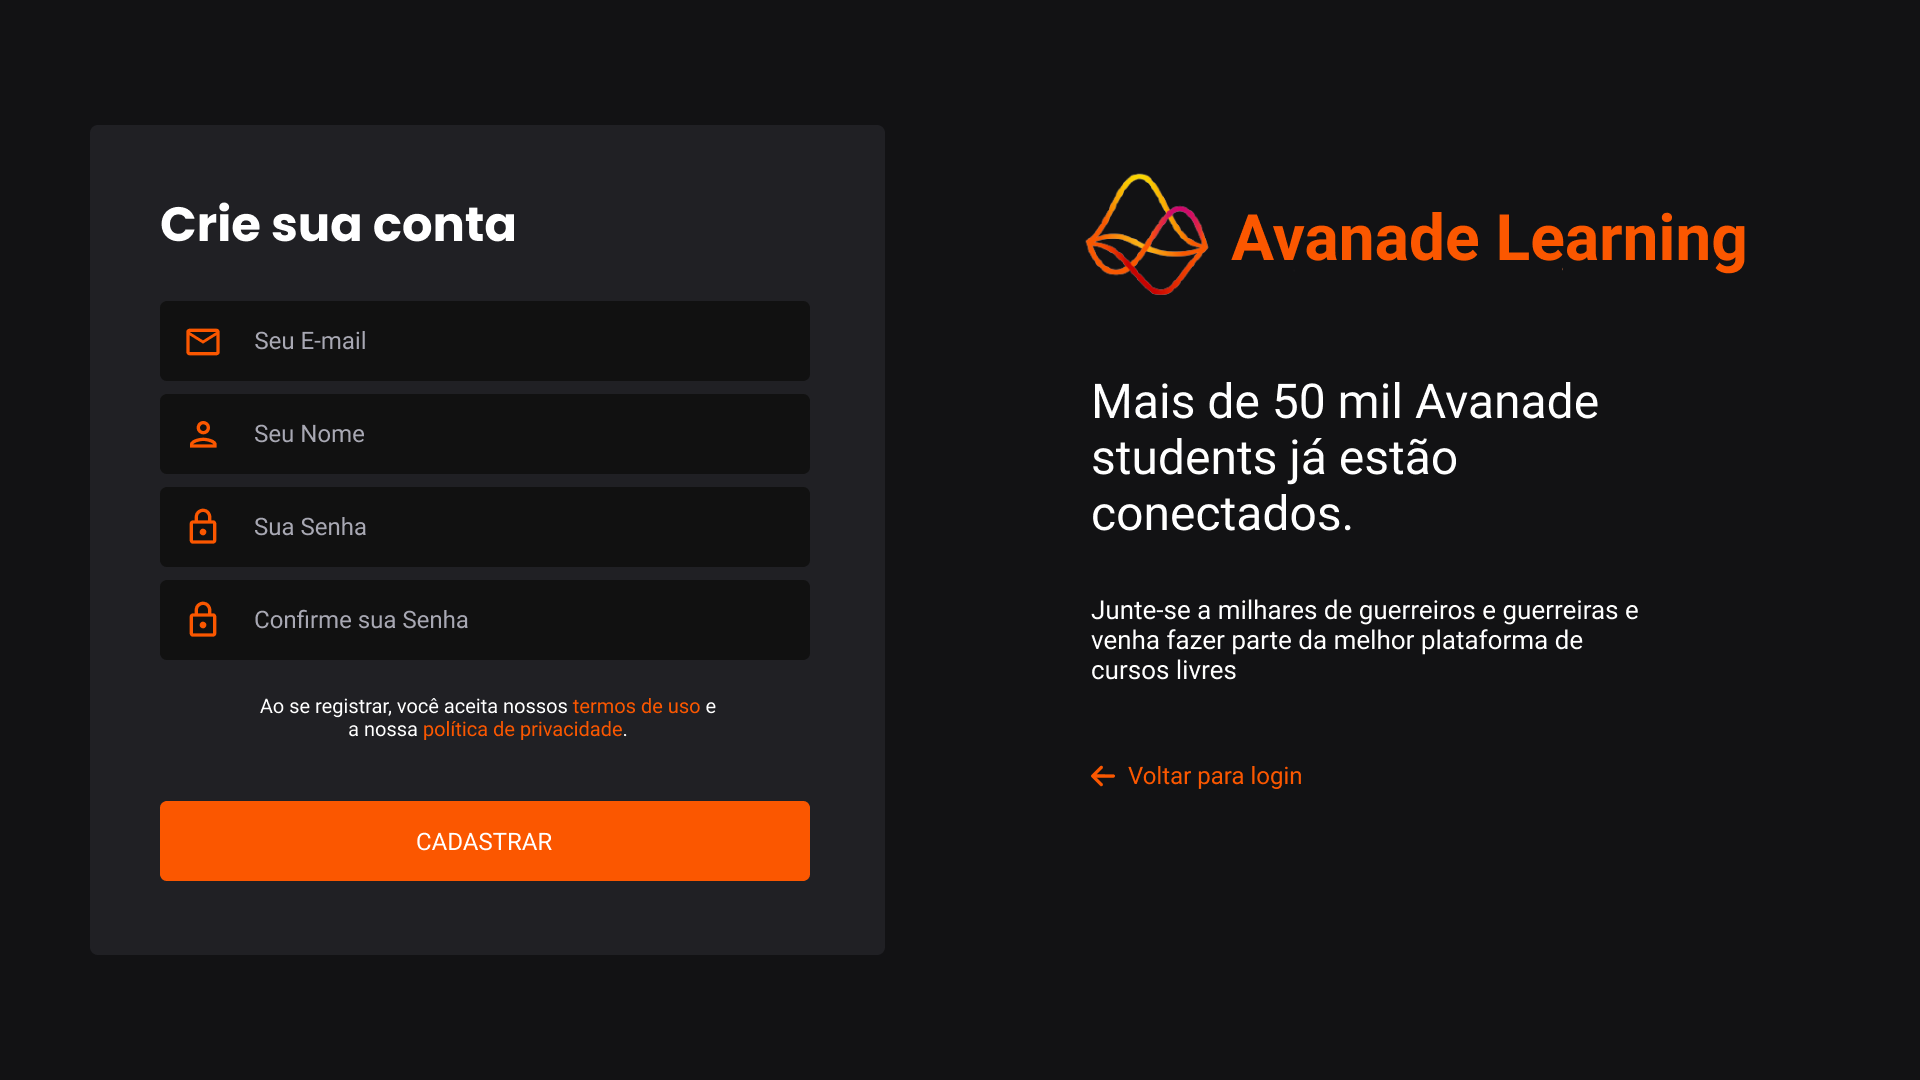 Crie sua conta
Seu E-mail
Seu Nome
Sua Senha
Confirme sua Senha
Ao se registrar, você aceita nossos termos de uso e
a nossa política de privacidade.
CADASTRAR
Avanade Learning
Mais de 50 mil Avanade
students já estão
conectados.
Junte-se a milhares de guerreiros e guerreiras e
venha fazer parte da melhor plataforma de
cursos livres
Voltar para login